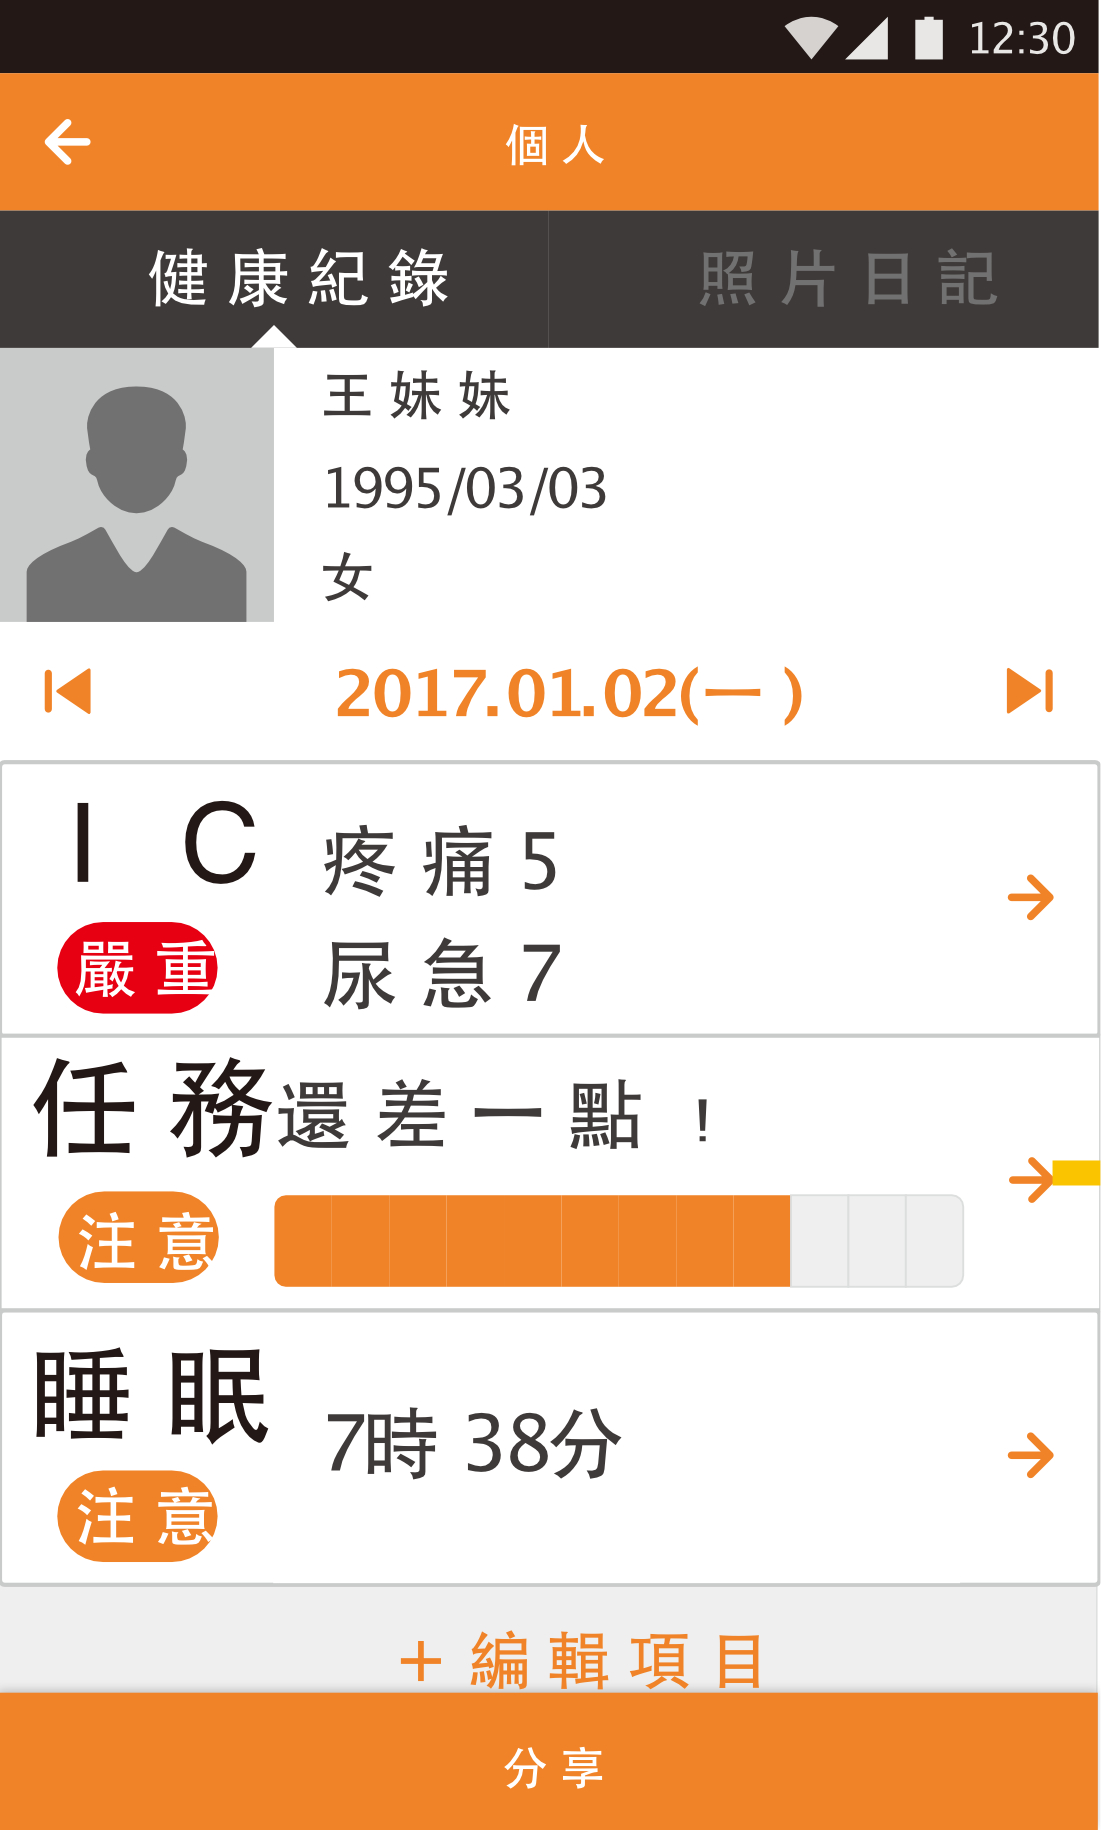 12:30
個人
健康紀錄 照片日記
王妹妹
1995/03/03
女
2017.01.02(一)
IC
疼痛5
嚴重
尿急7
任務
還差一點!
注意
睡眠
7時38分
注意
+ 編輯項目
分享